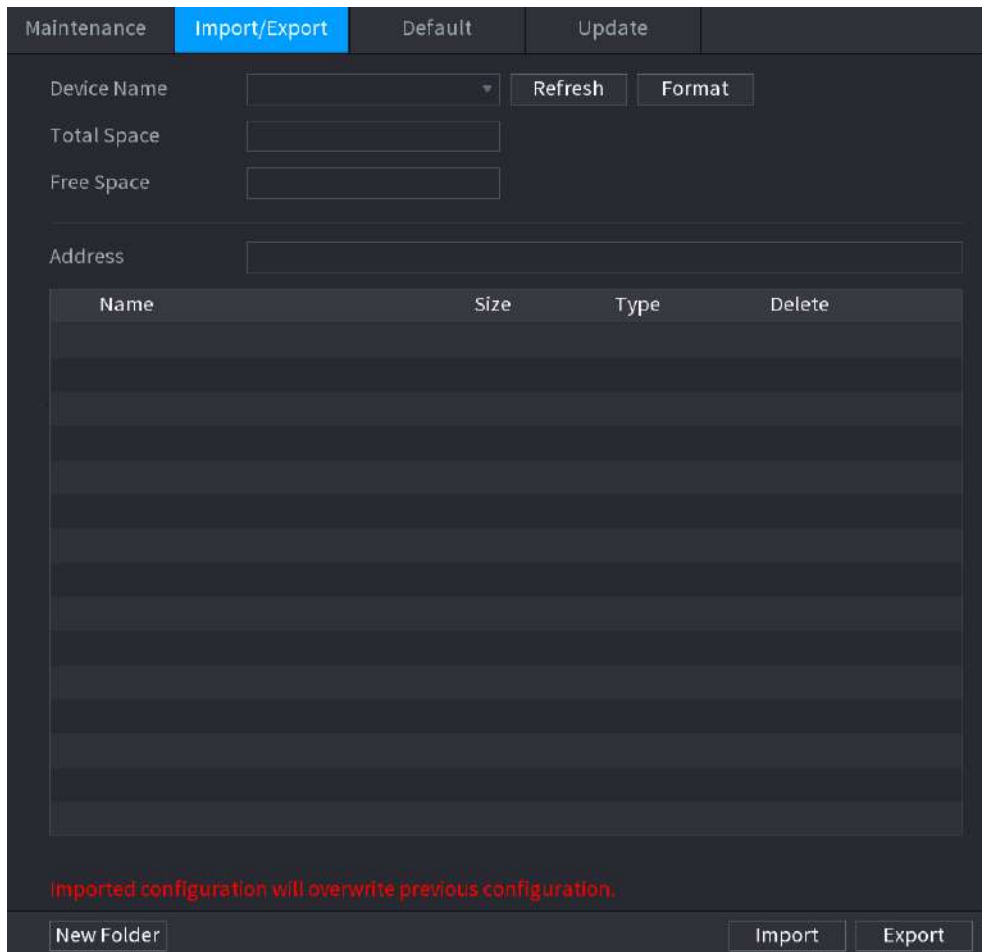 Maintenance Import/Export Default Update
Device Name Refresh Format
Total Space
Free Space
Address
Name Size Type Delete
Imported configuration will overwrite previous configuration.
New Folder Import Export